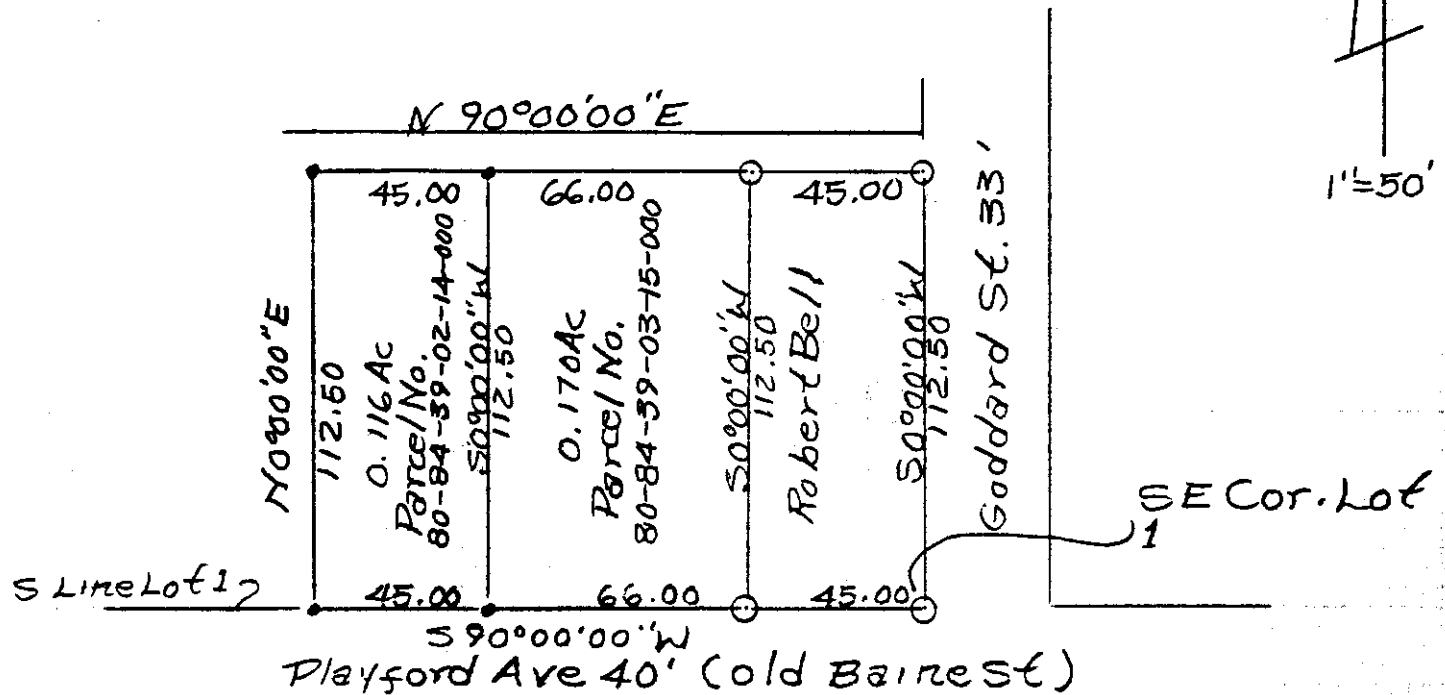 N 90°00'00"E
1"=50'
45.00
66.00
45.00
N0°00'00"E
112.50
0.116Ac
Parcel No.
80-84-39-02-14-000
S0°00'00"W
112.50
0.170Ac
Parcel No.
80-84-39-03-15-000
S0°00'00"W
112.50
Robert Bell
S0°00'00"W
112.50
Goddard St. 33'
SE Cor. Lot
1
S Line Lot 1
45.00
66.00
45.00
S 90°00'00"W
Playford Ave 40' (old Baine St)